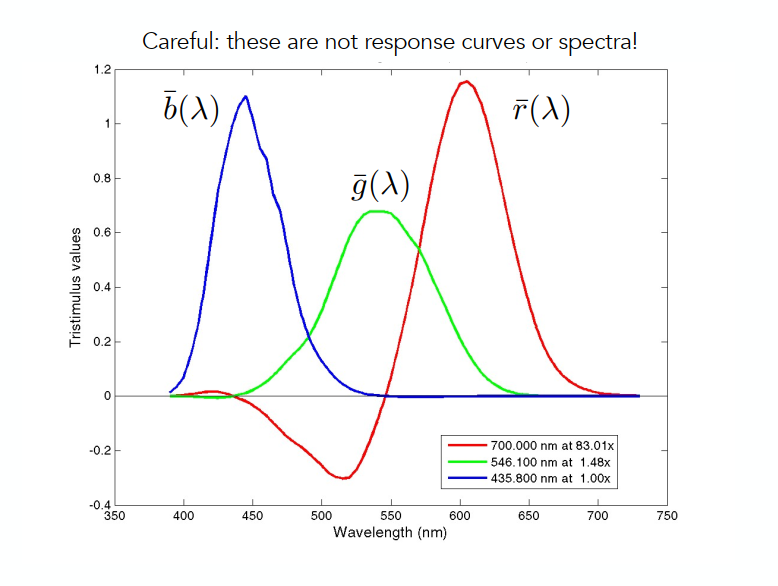 Careful: these are not response curves or spectra!
1.2
1
0.8
0.6
0.4
0.2
0
-0.2
-0.4
Tristimulus values
b̄(λ)
ḡ(λ)
r̄(λ)
700.000 nm at 83.01x
546.100 nm at 1.48x
435.800 nm at 1.00x
350 400 450 500 550 600 650 700 750
Wavelength (nm)